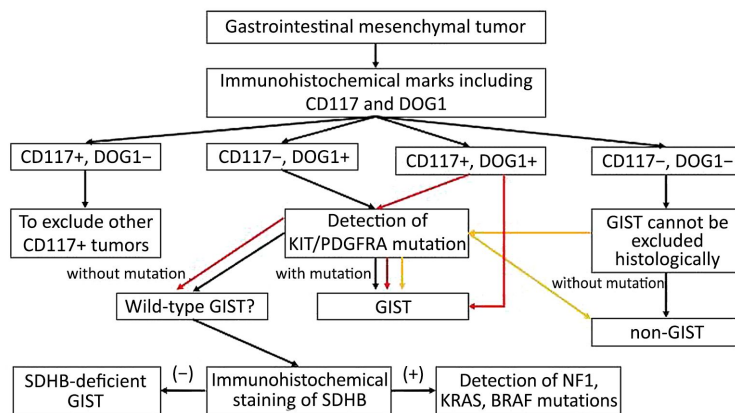 Gastrointestinal mesenchymal tumor
Immunohistochemical marks including
CD117 and DOG1
CD117+, DOG1−
CD117−, DOG1+
CD117+, DOG1+
CD117−, DOG1−
To exclude other
CD117+ tumors
Detection of
KIT/PDGFRA mutation
GIST cannot be
excluded
histologically
without mutation
with mutation
without mutation
Wild-type GIST?
GIST
non-GIST
SDHB-deficient
GIST
(−)
Immunohistochemical
staining of SDHB
(+)
Detection of NF1,
KRAS, BRAF mutations